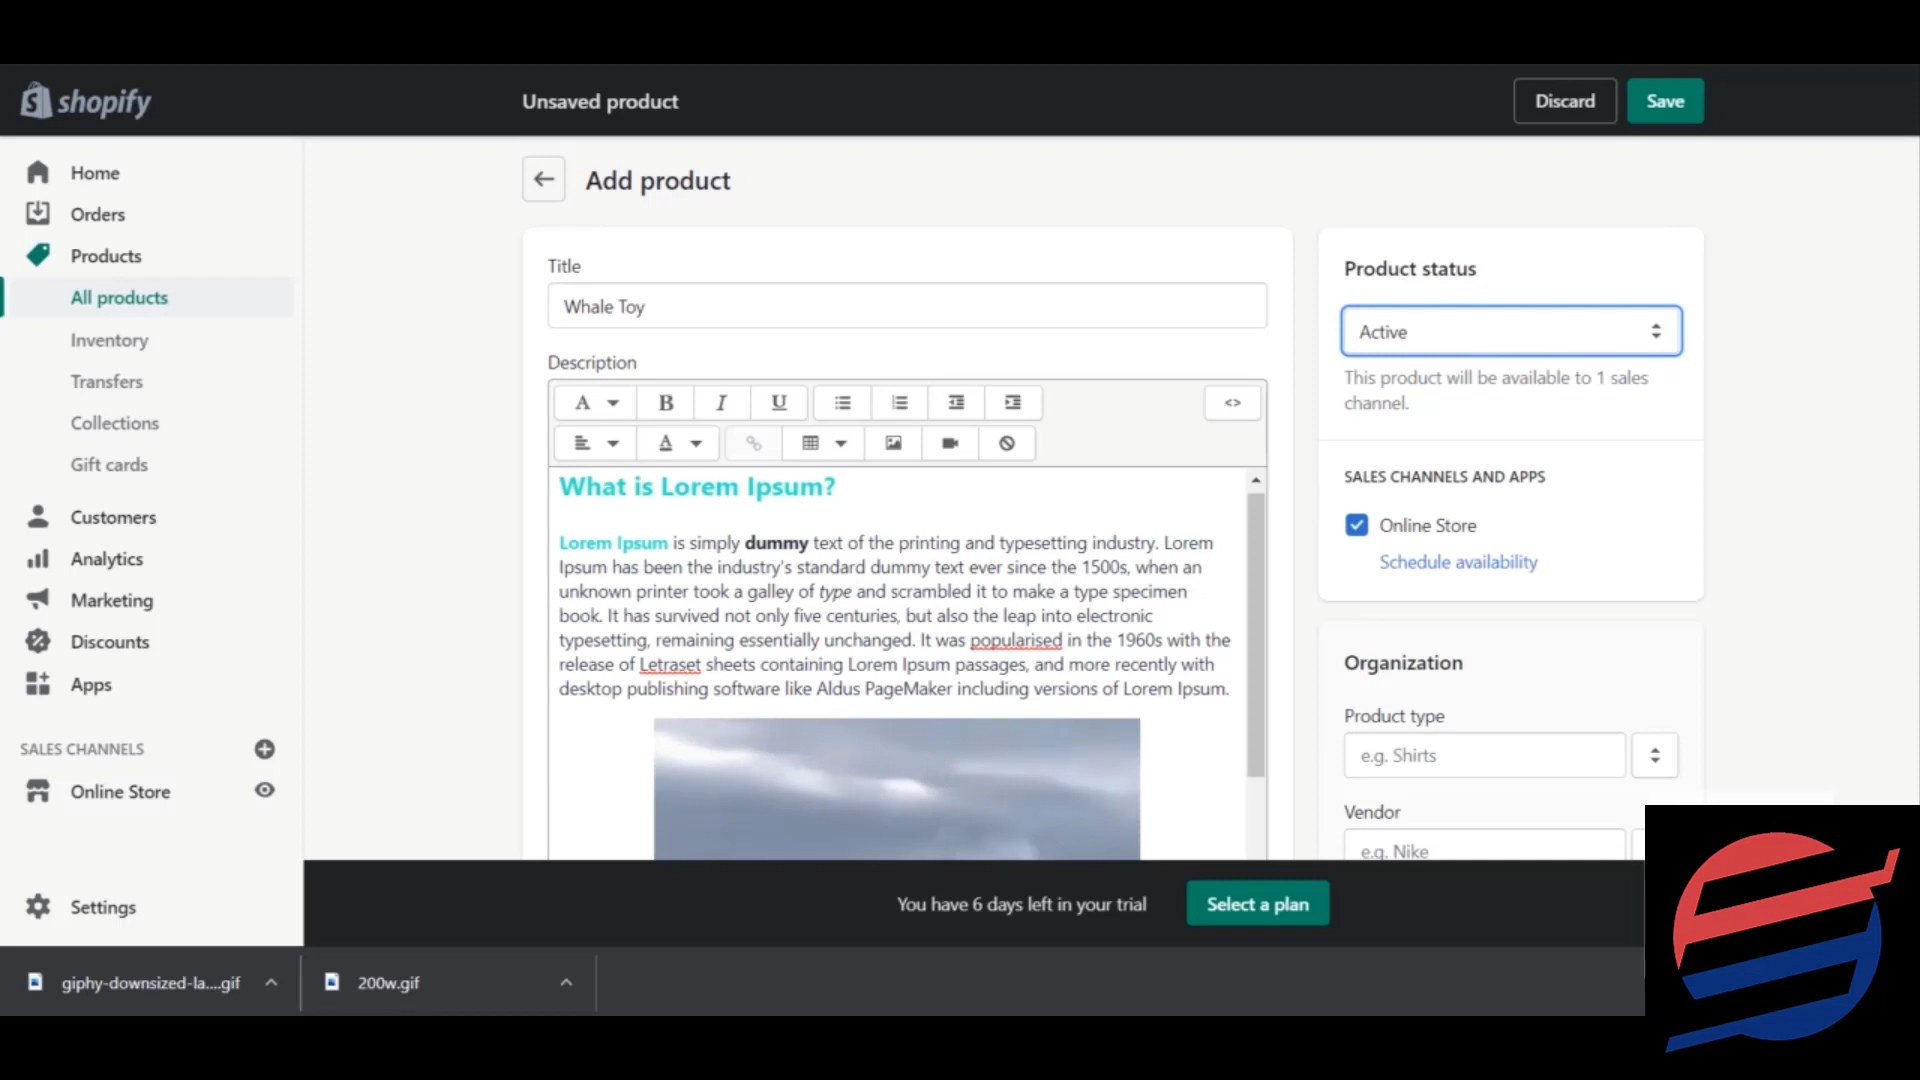 shopify
Unsaved product
Discard
Save
Home
Orders
Products
All products
Inventory
Transfers
Collections
Gift cards
Customers
Analytics
Marketing
Discounts
Apps
SALES CHANNELS
Online Store
Settings
Add product
Title
Whale Toy
Description
A
B
I
U
A
<>
What is Lorem Ipsum?
Lorem Ipsum is simply dummy text of the printing and typesetting industry. Lorem
Ipsum has been the industry's standard dummy text ever since the 1500s, when an
unknown printer took a galley of type and scrambled it to make a type specimen
book. It has survived not only five centuries, but also the leap into electronic
typesetting, remaining essentially unchanged. It was popularised in the 1960s with the
release of Letraset sheets containing Lorem Ipsum passages, and more recently with
desktop publishing software like Aldus PageMaker including versions of Lorem Ipsum.
Product status
Active
This product will be available to 1 sales
channel.
SALES CHANNELS AND APPS
Online Store
Schedule availability
Organization
Product type
e.g. Shirts
Vendor
e.g. Nike
You have 6 days left in your trial
Select a plan
giphy-downsized-la....gif
200w.gif